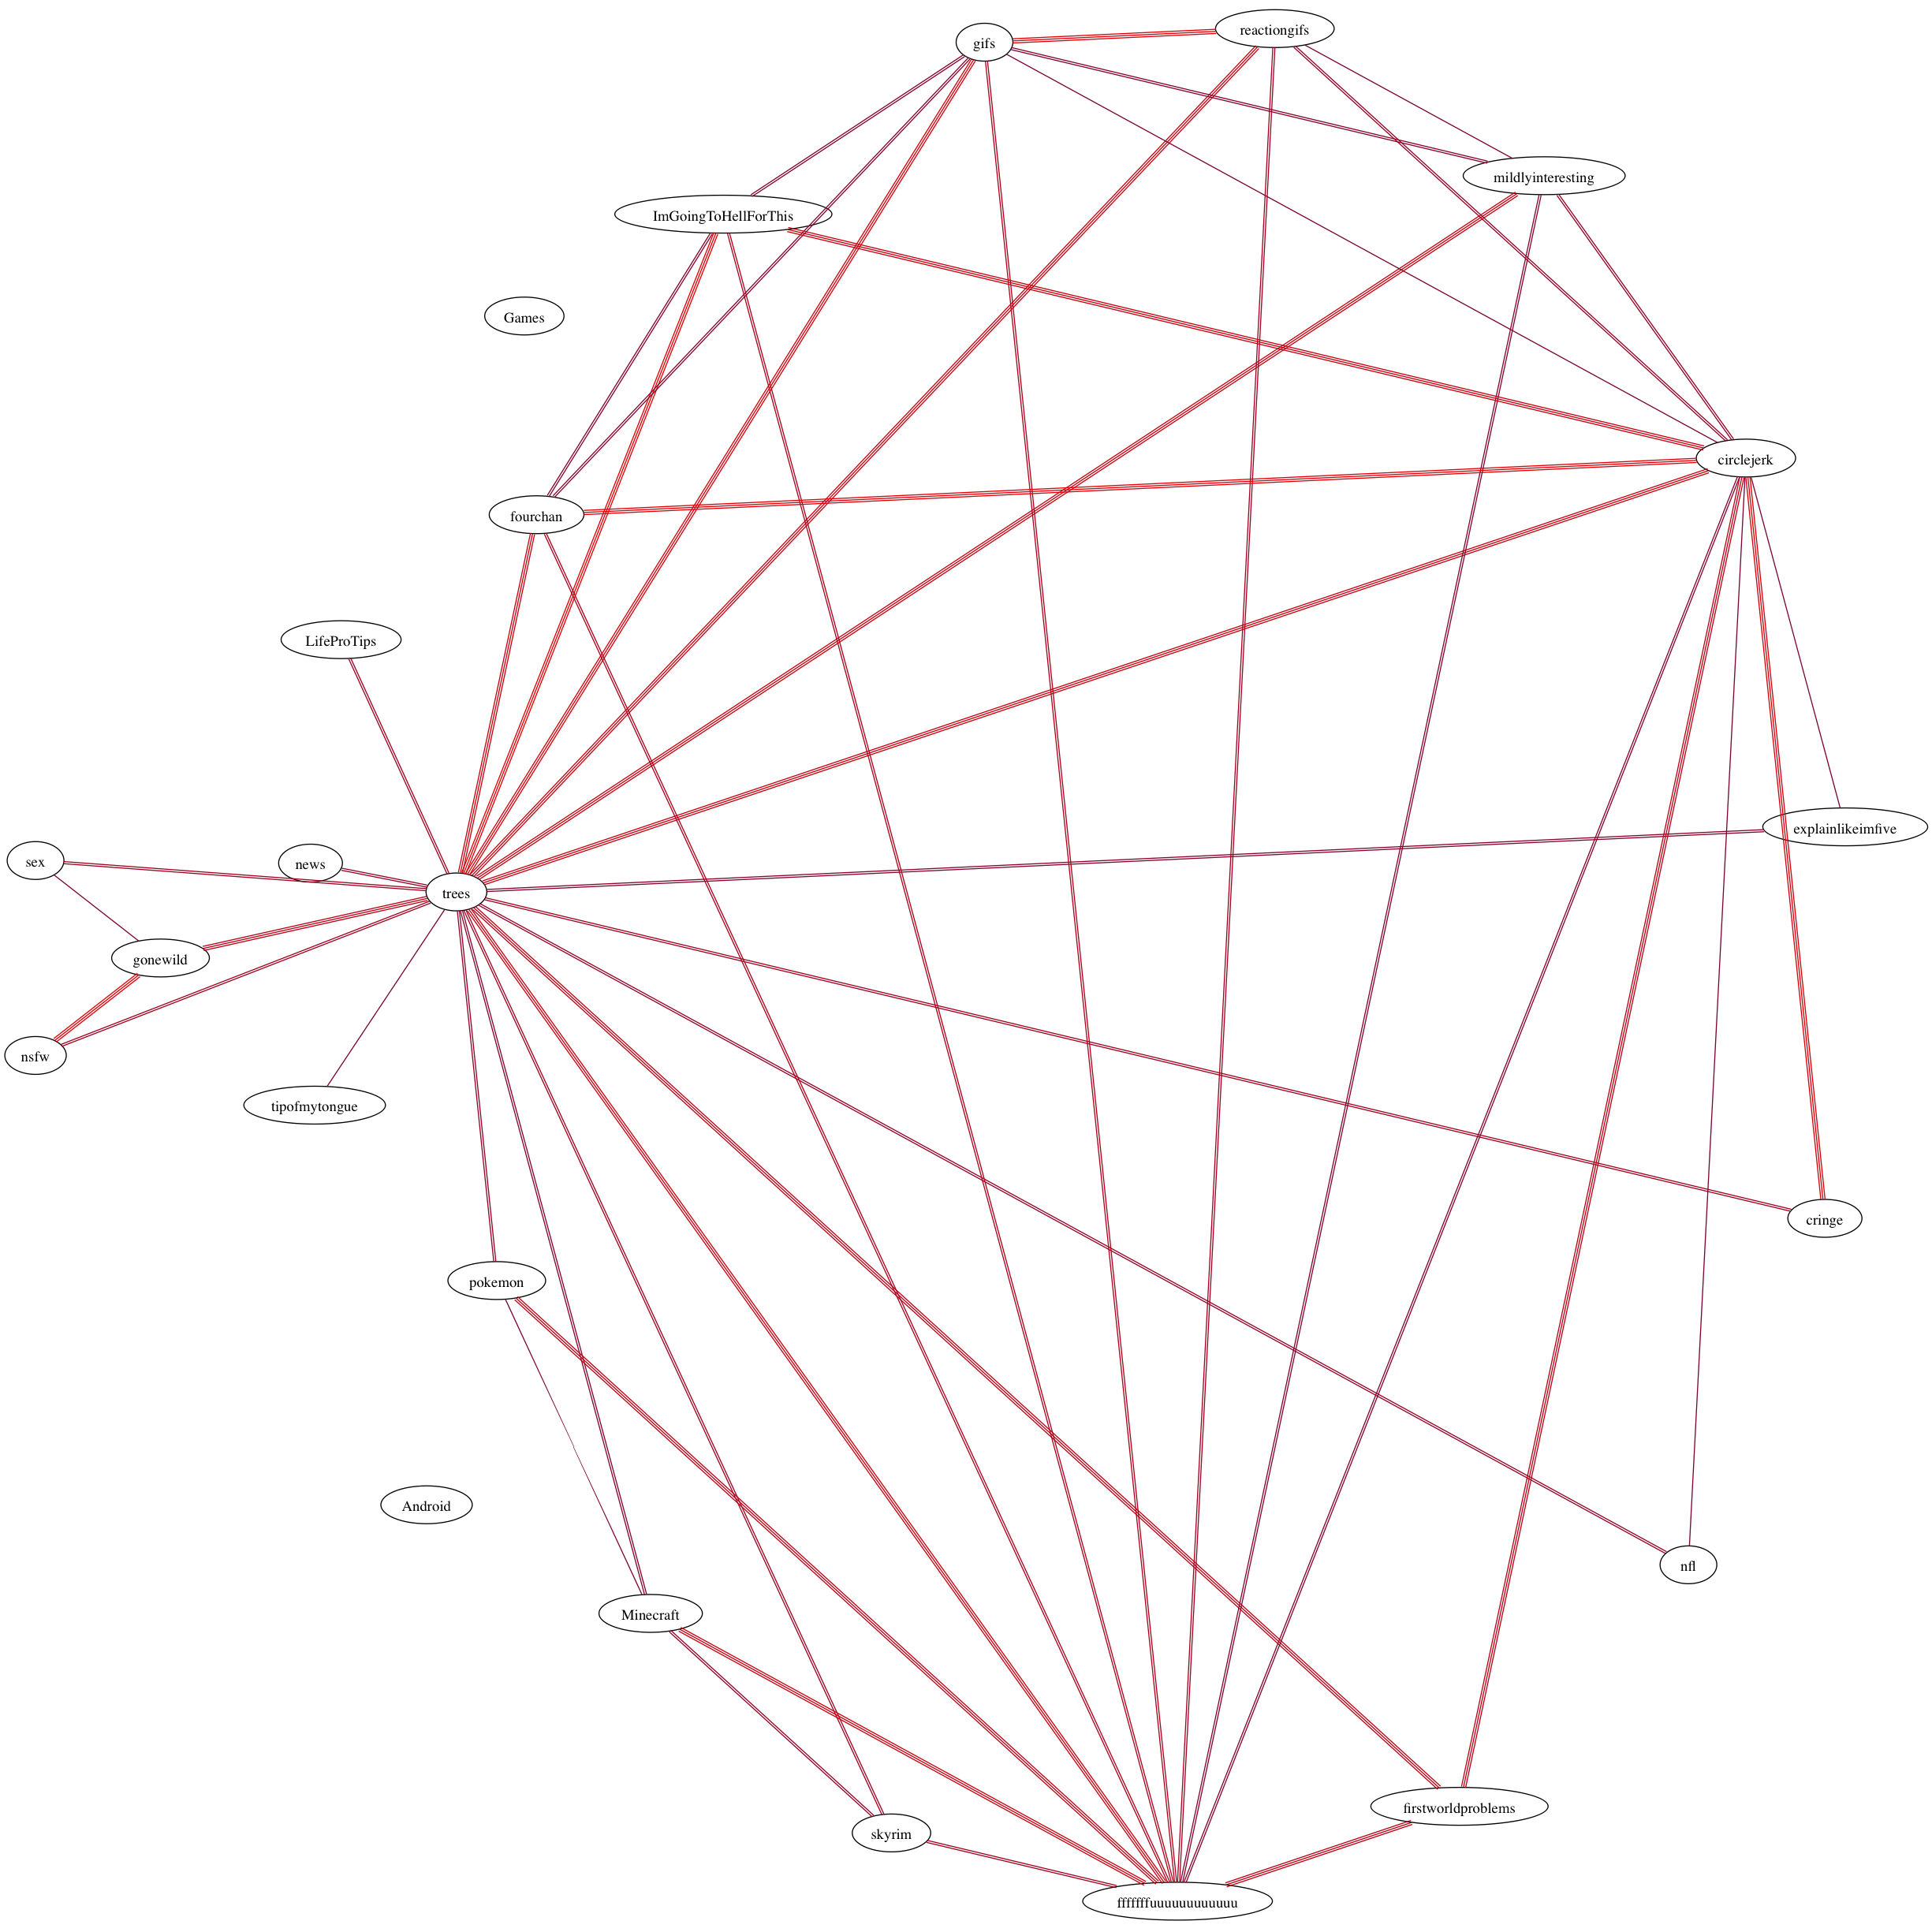 reactiongifs
gifs
mildlyinteresting
ImGoingToHellForThis
Games
circlejerk
fourchan
LifeProTips
explainlikeimfive
sex
news
trees
gonewild
nsfw
tipofmytongue
cringe
pokemon
Android
nfl
Minecraft
firstworldproblems
skyrim
fffffffuuuuuuuuuuuu